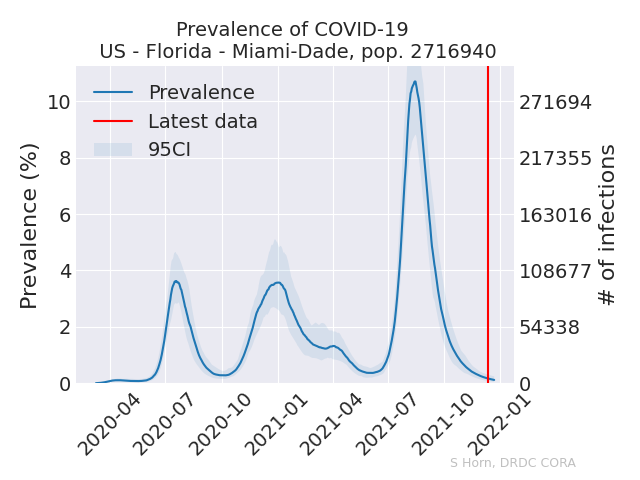 Prevalence of COVID-19
US - Florida - Miami-Dade, pop. 2716940
Prevalence
Latest data
95CI
Prevalence (%)
10
8
6
4
2
0
271694
217355
163016
108677
54338
0
# of infections
2020-04
2020-07
2020-10
2021-01
2021-04
2021-07
2021-10
2022-01
S Horn, DRDC CORA